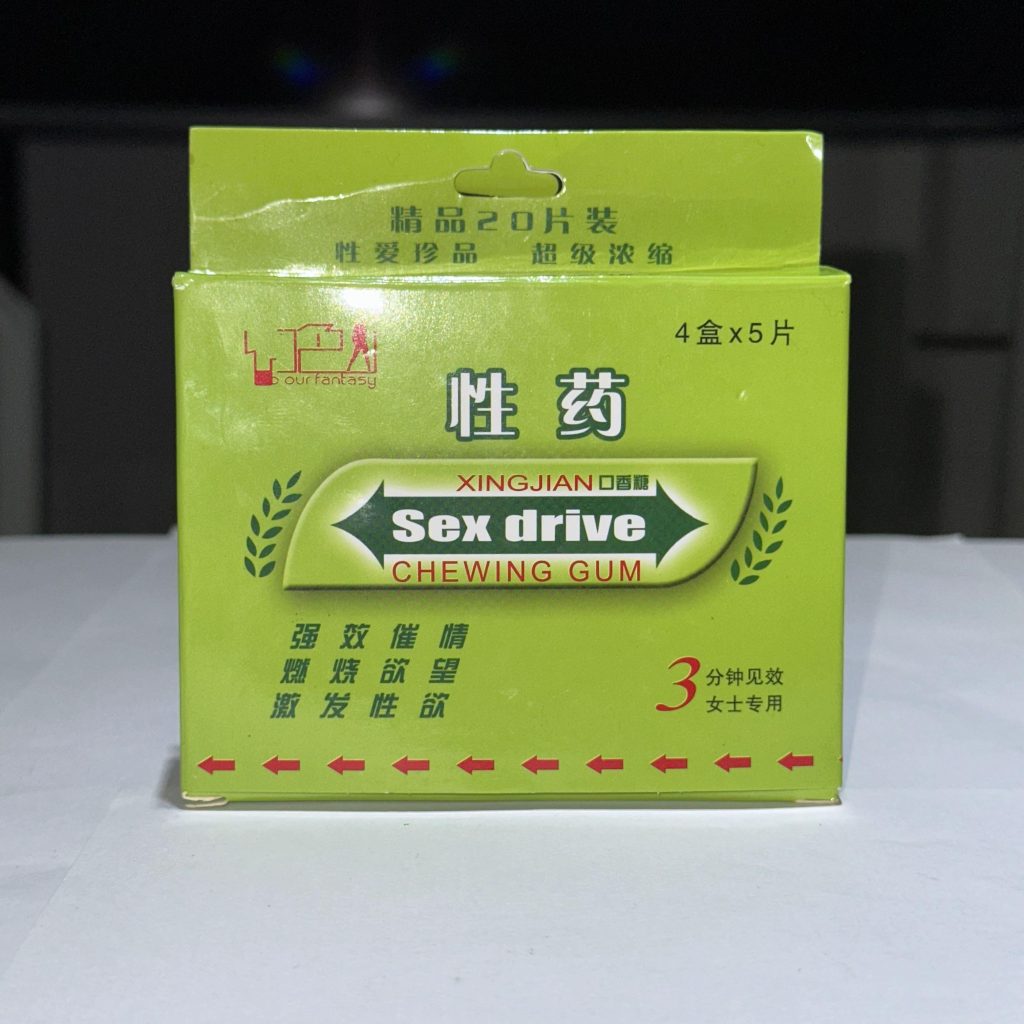 精品20片装
性爱珍品 超级浓缩
4盒x5片
our fantasy
性药
XINGJIAN口香糖
Sex drive
CHEWING GUM
强效催情
燃烧欲望
激发性欲
3分钟见效
女士专用